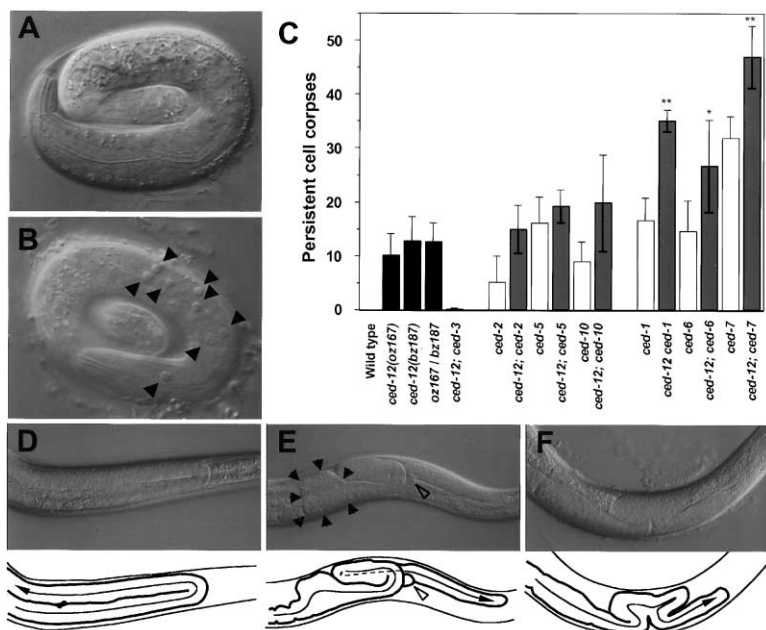 A
B
C
Persistent cell corpses
50
40
30
20
10
0
**
*
**
Wild type
ced-12(oz167)
ced-12(bz187)
oz167 / bz187
ced-12; ced-3
ced-2
ced-12; ced-2
ced-5
ced-12; ced-5
ced-10
ced-12; ced-10
ced-1
ced-12 ced-1
ced-6
ced-12; ced-6
ced-7
ced-12; ced-7
D
E
F